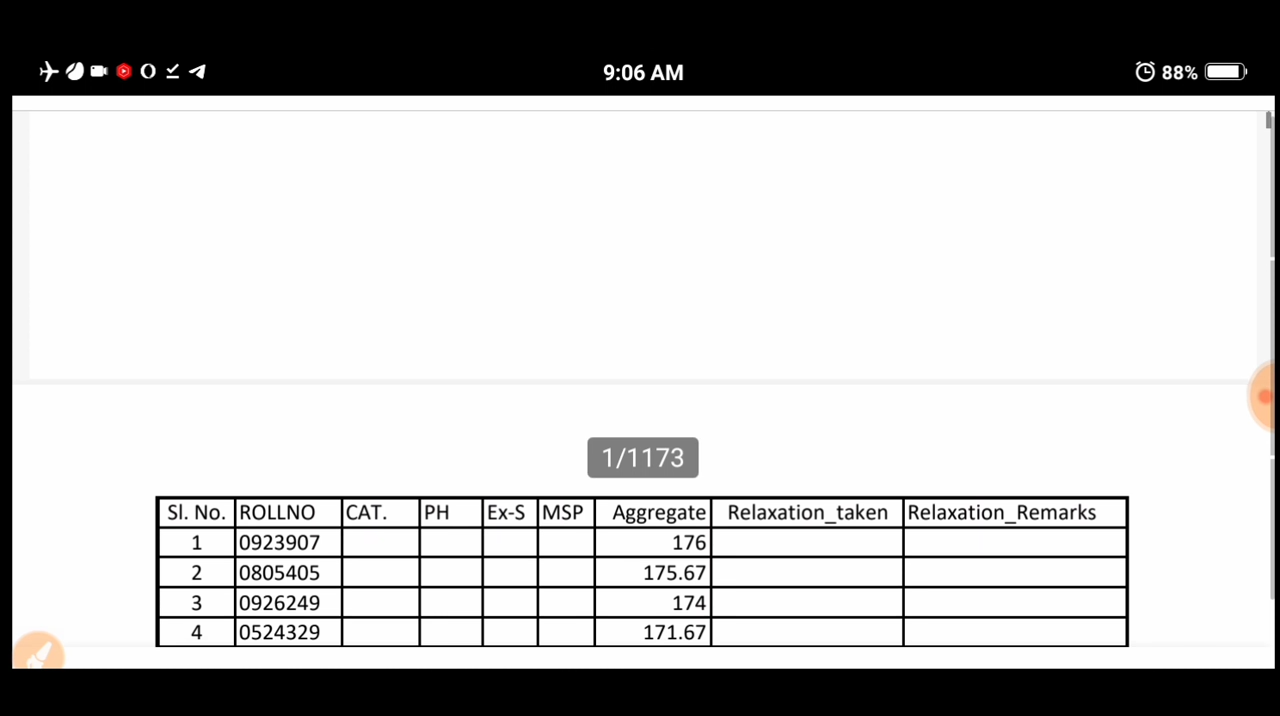 9:06 AM 88%
1/1173
Sl. No. ROLLNO CAT. PH Ex-S MSP Aggregate Relaxation_taken Relaxation_Remarks
1 0923907 176
2 0805405 175.67
3 0926249 174
4 0524329 171.67